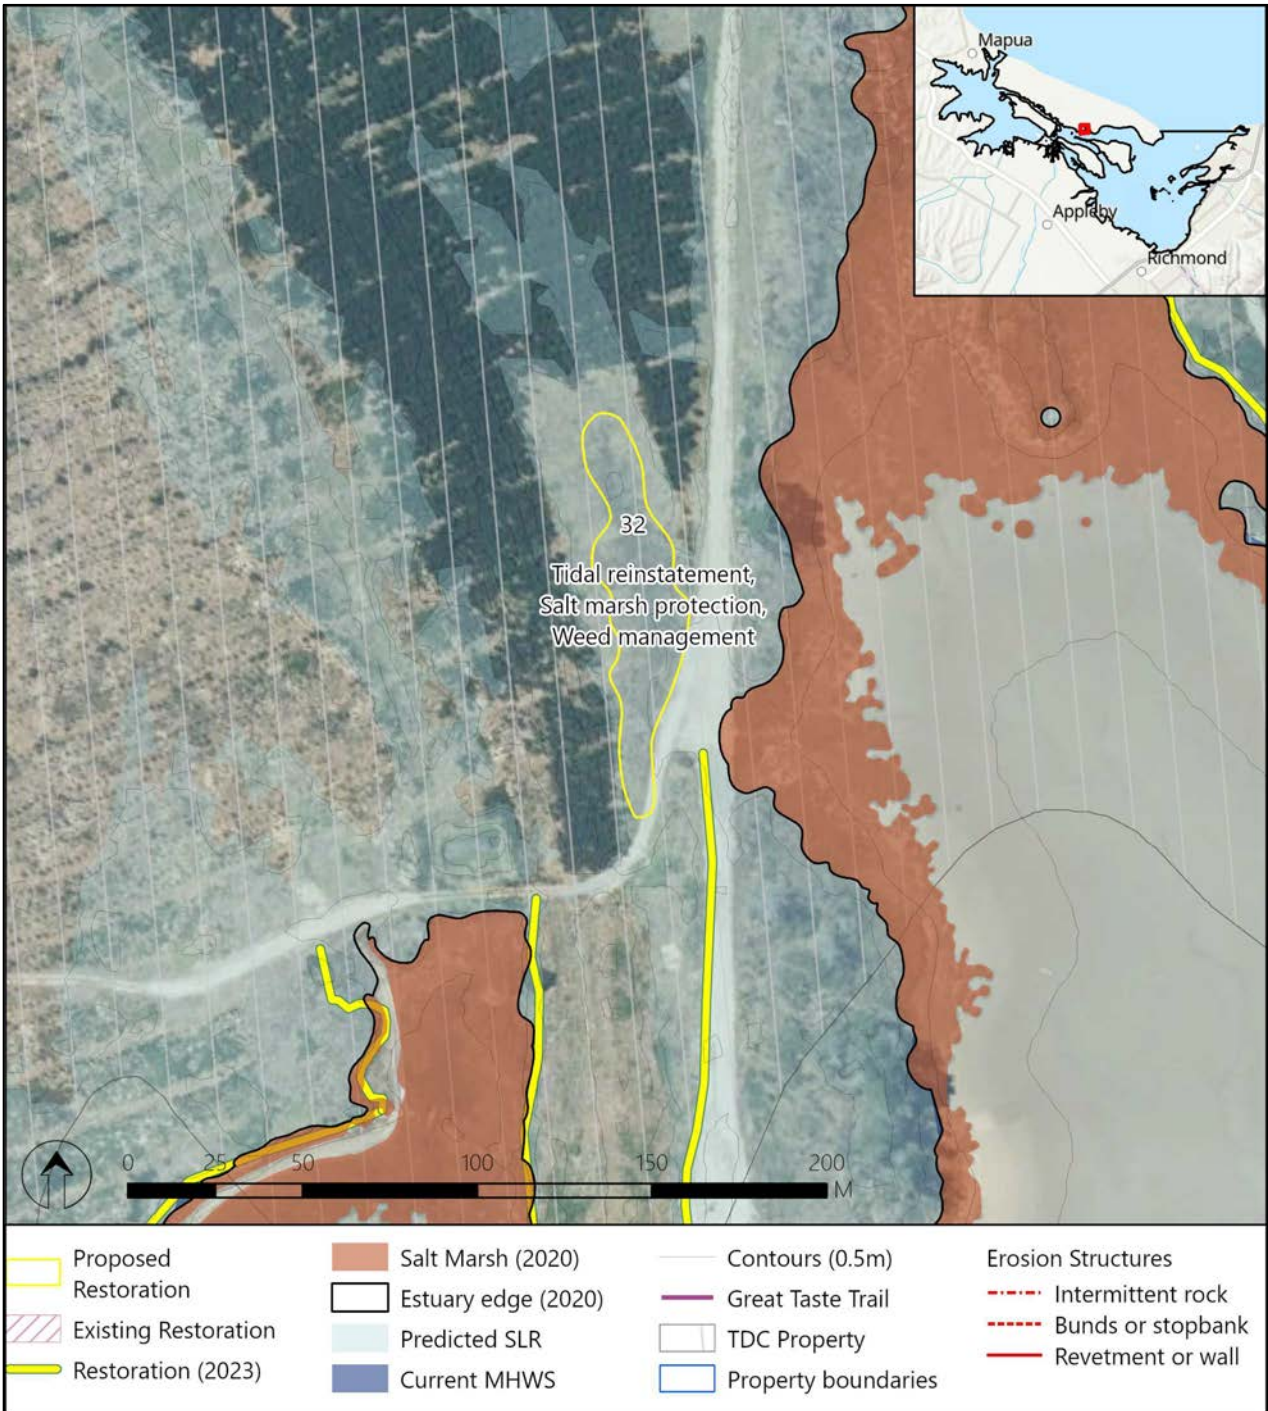 Mapua
Appleby
Richmond
32
Tidal reinstatement,
Salt marsh protection,
Weed management
0 25 50 100 150 200
M
Proposed
Restoration
Existing Restoration
Restoration (2023)
Salt Marsh (2020)
Estuary edge (2020)
Predicted SLR
Current MHWS
Contours (0.5m)
Great Taste Trail
TDC Property
Property boundaries
Erosion Structures
Intermittent rock
Bunds or stopbank
Revetment or wall